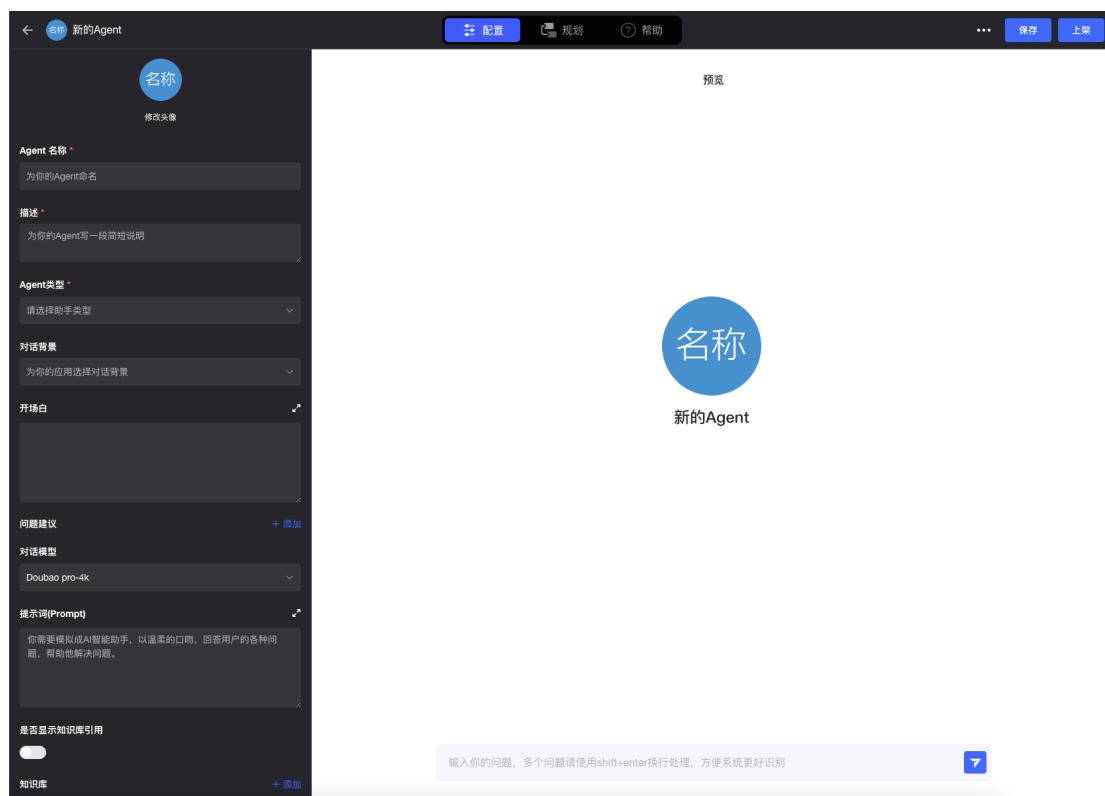 名称 新的Agent
配置 规划 帮助
保存 上架
名称
修改头像
Agent 名称 *
为你的Agent命名
描述 *
为你的Agent写一段简短说明
Agent类型 *
请选择助手类型
对话背景
为你的应用选择对话背景
开场白
问题建议 + 添加
对话模型
Doubao pro-4k
提示词(Prompt)
你需要模拟成AI智能助手，以温柔的口吻，回答用户的各种问
题，帮助他解决问题。
是否显示知识库引用
知识库 + 添加
预览
名称
新的Agent
输入你的问题，多个问题请使用shift+enter换行处理，方便系统更好识别